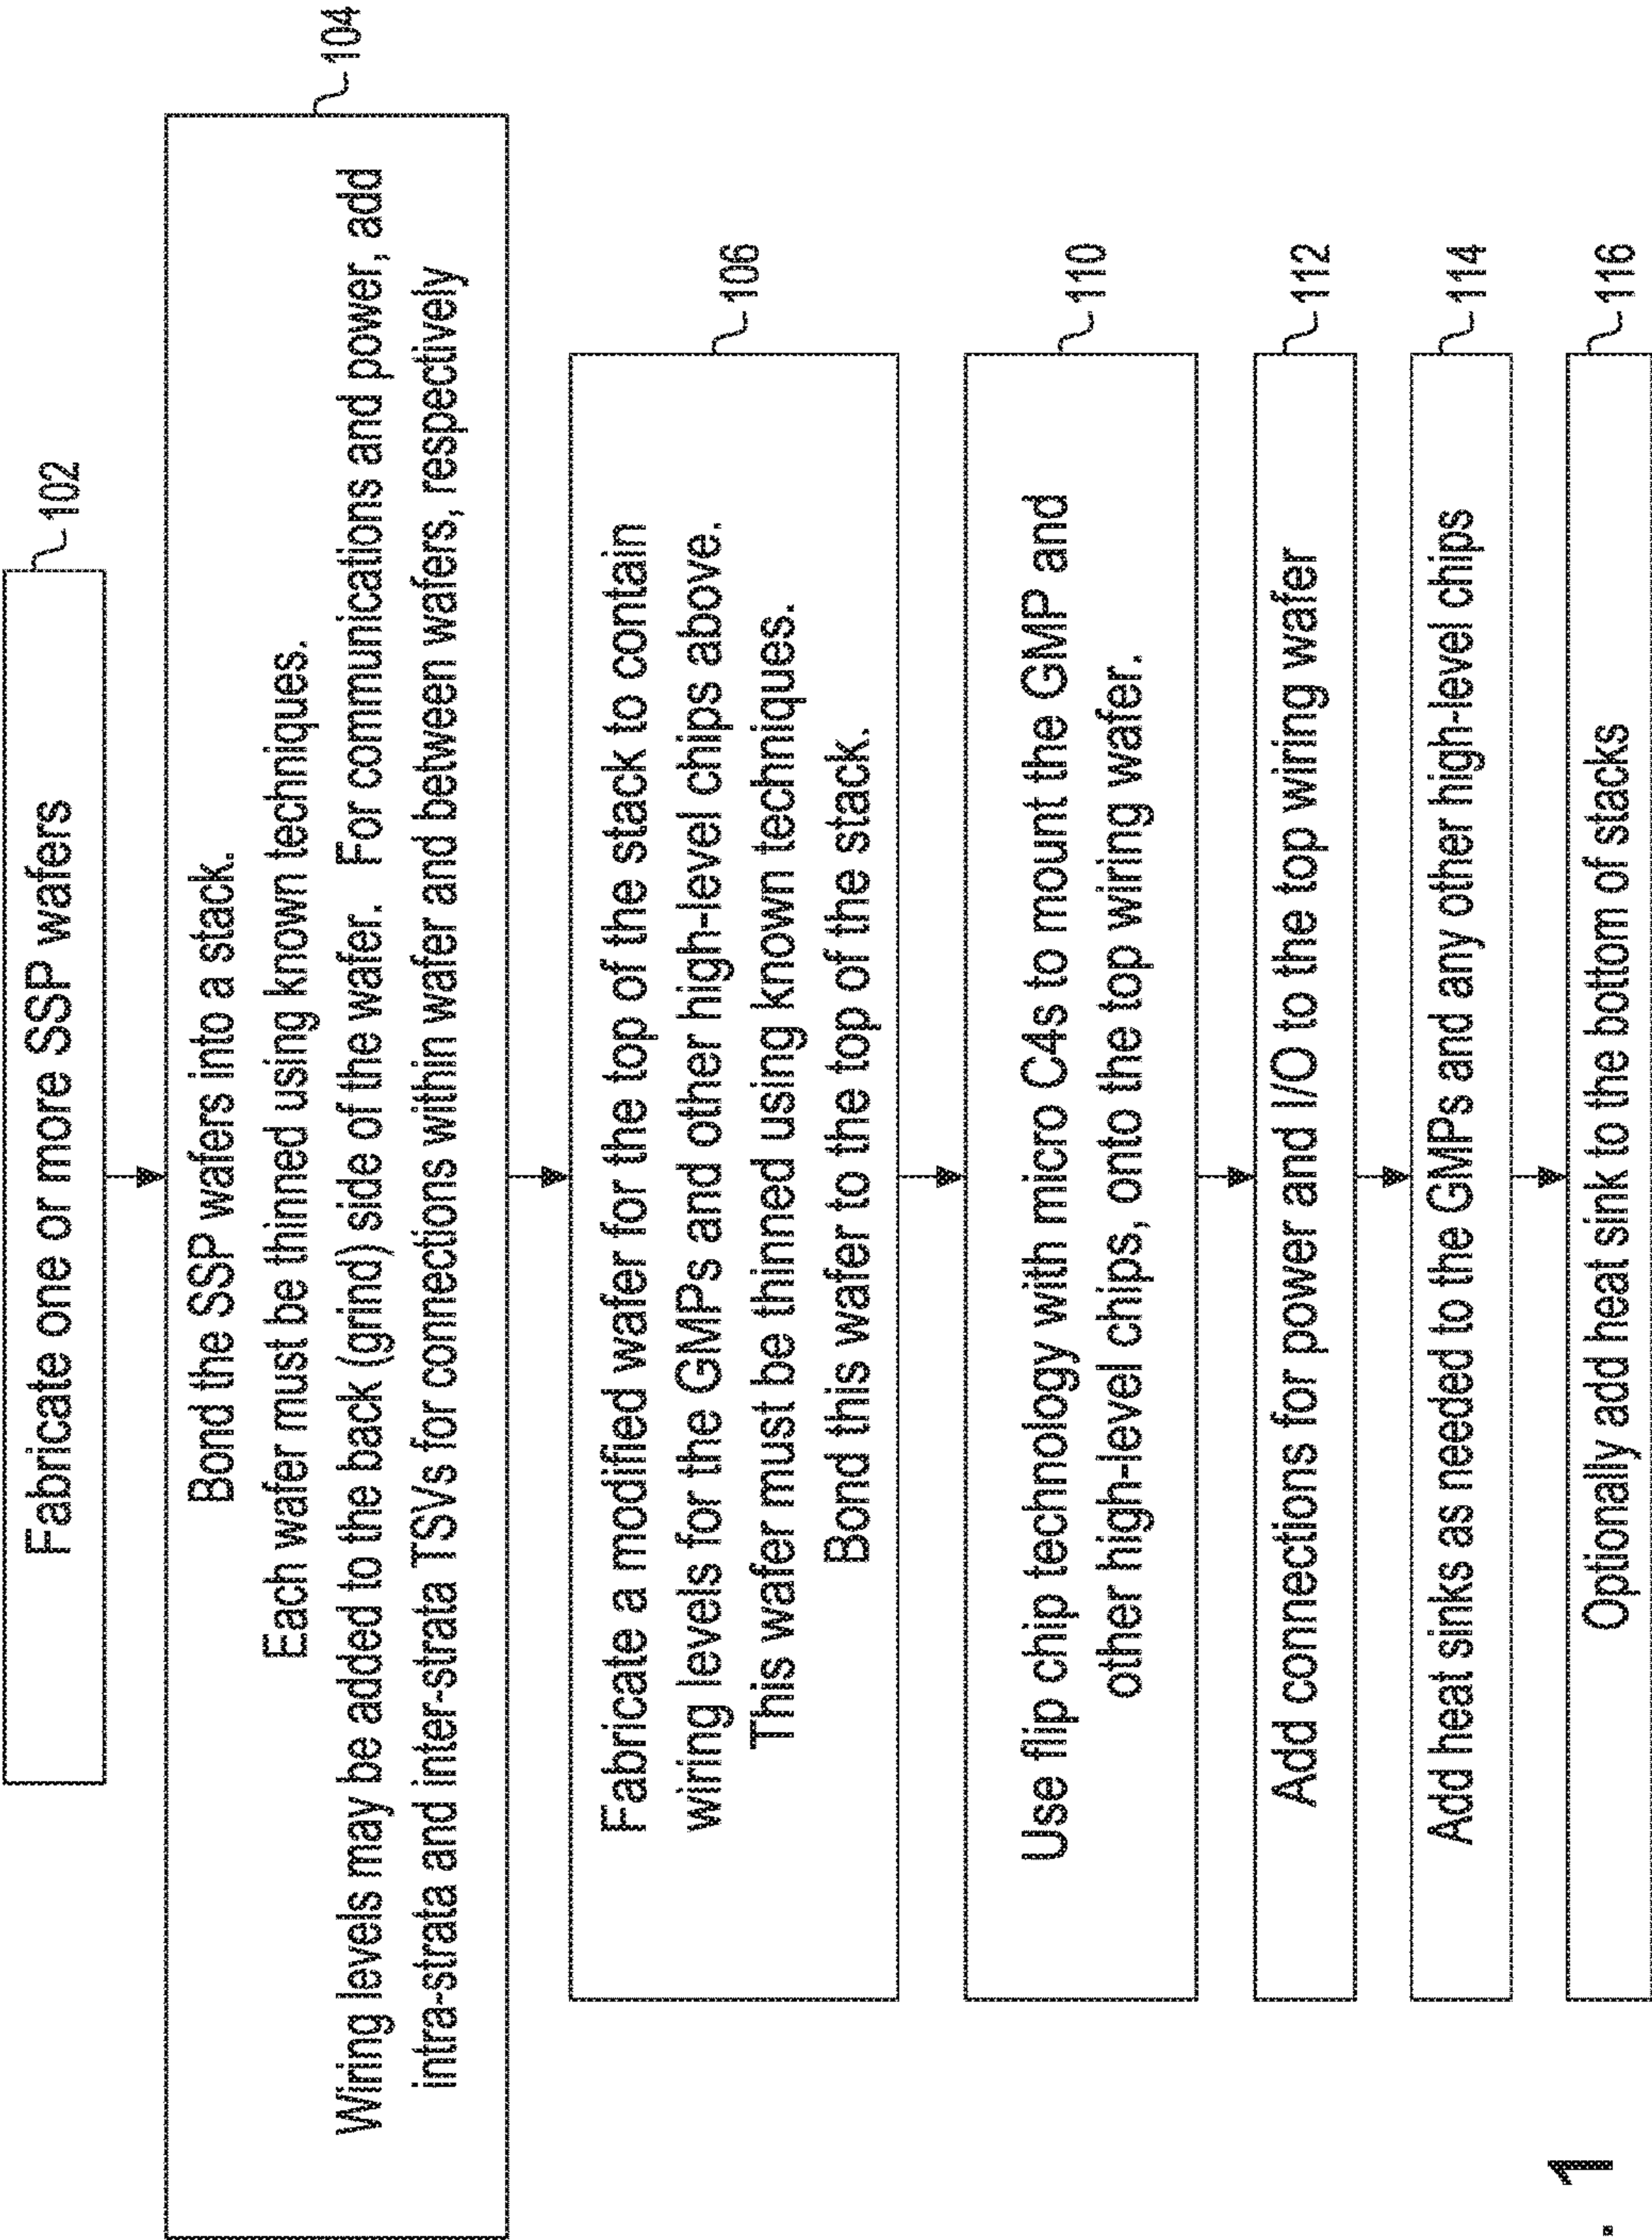 Fabricate one or more SSP wafers
102
Bond the SSP wafers into a stack.
Each wafer must be thinned using known techniques.
Wiring levels may be added to the back (grind) side of the wafer. For communications and power, add
intra-strata and inter-strata TSVs for connections within wafer and between wafers, respectively
104
Fabricate a modified wafer for the top of the stack to contain
wiring levels for the GMPs and other high-level chips above.
This wafer must be thinned using known techniques.
Bond this wafer to the top of the stack.
106
Use flip chip technology with micro C4s to mount the GMP and
other high-level chips, onto the top wiring wafer.
110
Add connections for power and I/O to the top wiring wafer
112
Add heat sinks as needed to the GMPs and any other high-level chips
114
Optionally add heat sink to the bottom of stacks
116
. 1